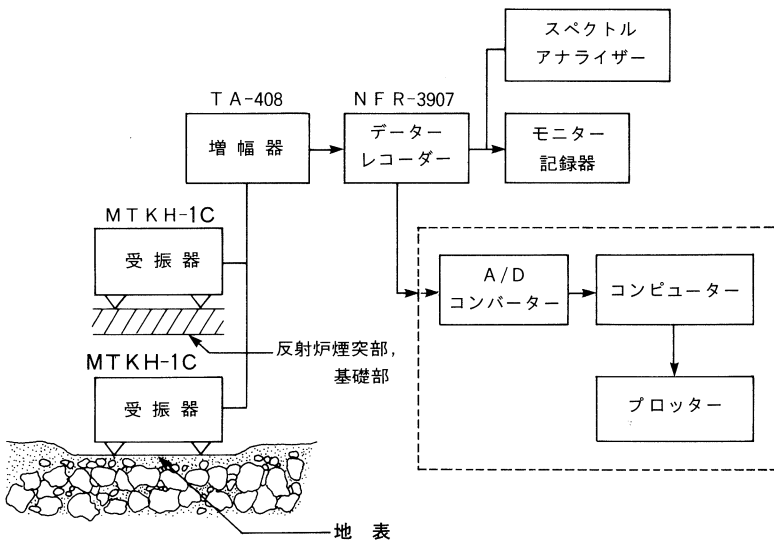 スペクトル
アナライザー
TA-408
NFR-3907
増幅器
データー
レコーダー
モニター
記録器
MTKH-1C
受振器
A/D
コンバーター
コンピューター
反射炉煙突部,
基礎部
MTKH-1C
受振器
プロッター
地表